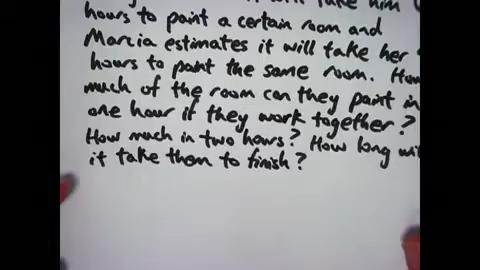 will take him
hours to paint a certain room and
Marcia estimates it will take her
hours to paint the same room. How
much of the room can they paint in
one hour if they work together?
How much in two hours? How long
it take them to finish?